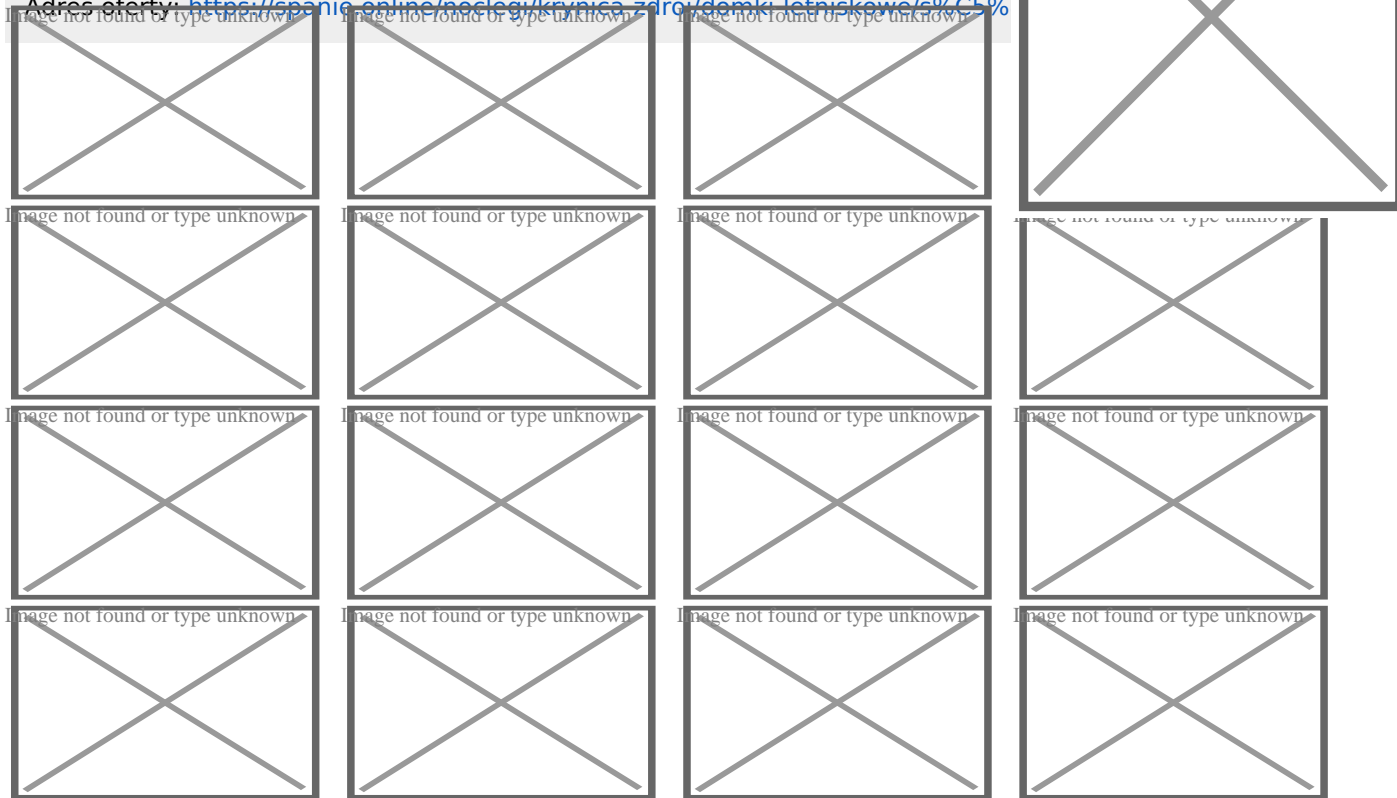 Adres oferty: https://spanie.online/noclegi/krynica-zdroj/domki-letniskowe/s%C5%
Image not found or type unknown Image not found or type unknown Image not found or type unknown
Image not found or type unknown Image not found or type unknown Image not found or type unknown Image not found or type unknown
Image not found or type unknown Image not found or type unknown Image not found or type unknown Image not found or type unknown
Image not found or type unknown Image not found or type unknown Image not found or type unknown Image not found or type unknown